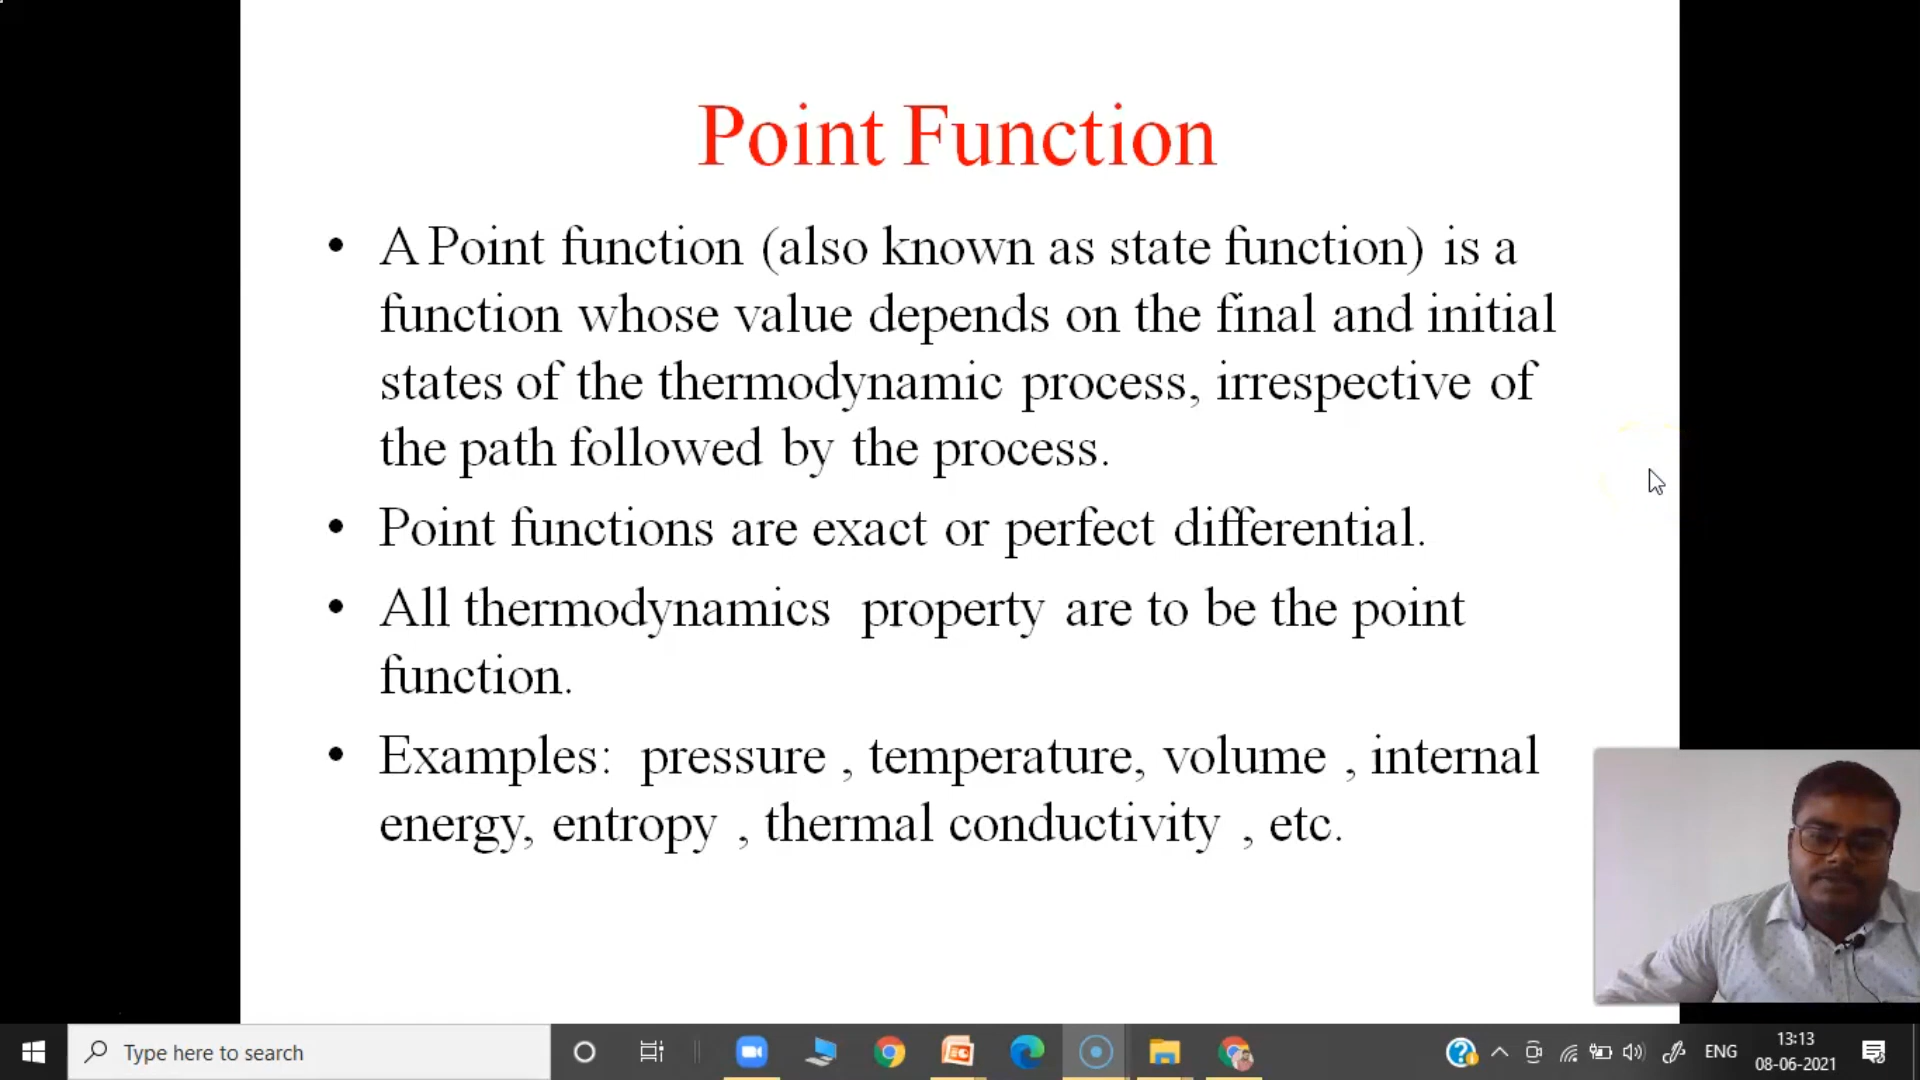 Point Function
• A Point function (also known as state function) is a
function whose value depends on the final and initial
states of the thermodynamic process, irrespective of
the path followed by the process.
• Point functions are exact or perfect differential.
• All thermodynamics property are to be the point
function.
• Examples: pressure , temperature, volume , internal
energy, entropy , thermal conductivity , etc.
Type here to search
ENG
13:13
08-06-2021